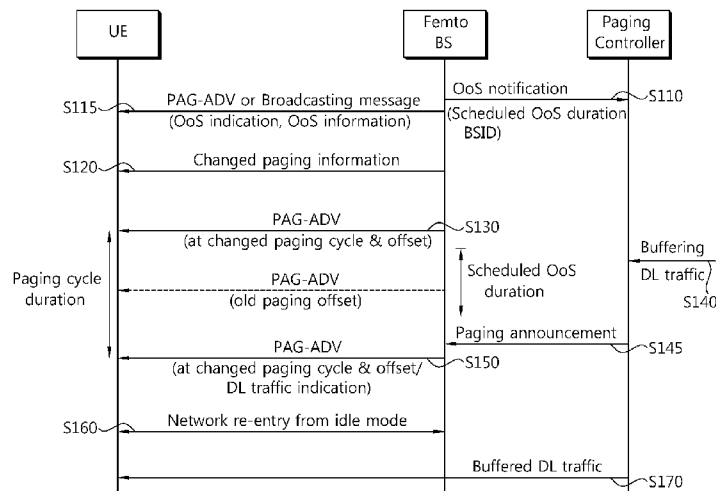 UE
Femto
BS
Paging
Controller
OoS notification
S110
S115
PAG-ADV or Broadcasting message
(OoS indication, OoS information)
(Scheduled OoS duration
BSID)
S120
Changed paging information
PAG-ADV
S130
(at changed paging cycle & offset)
Buffering
DL traffic
S140
Paging cycle
duration
PAG-ADV
(old paging offset)
Scheduled OoS
duration
Paging announcement
S145
PAG-ADV
S150
(at changed paging cycle & offset/
DL traffic indication)
S160
Network re-entry from idle mode
Buffered DL traffic
S170